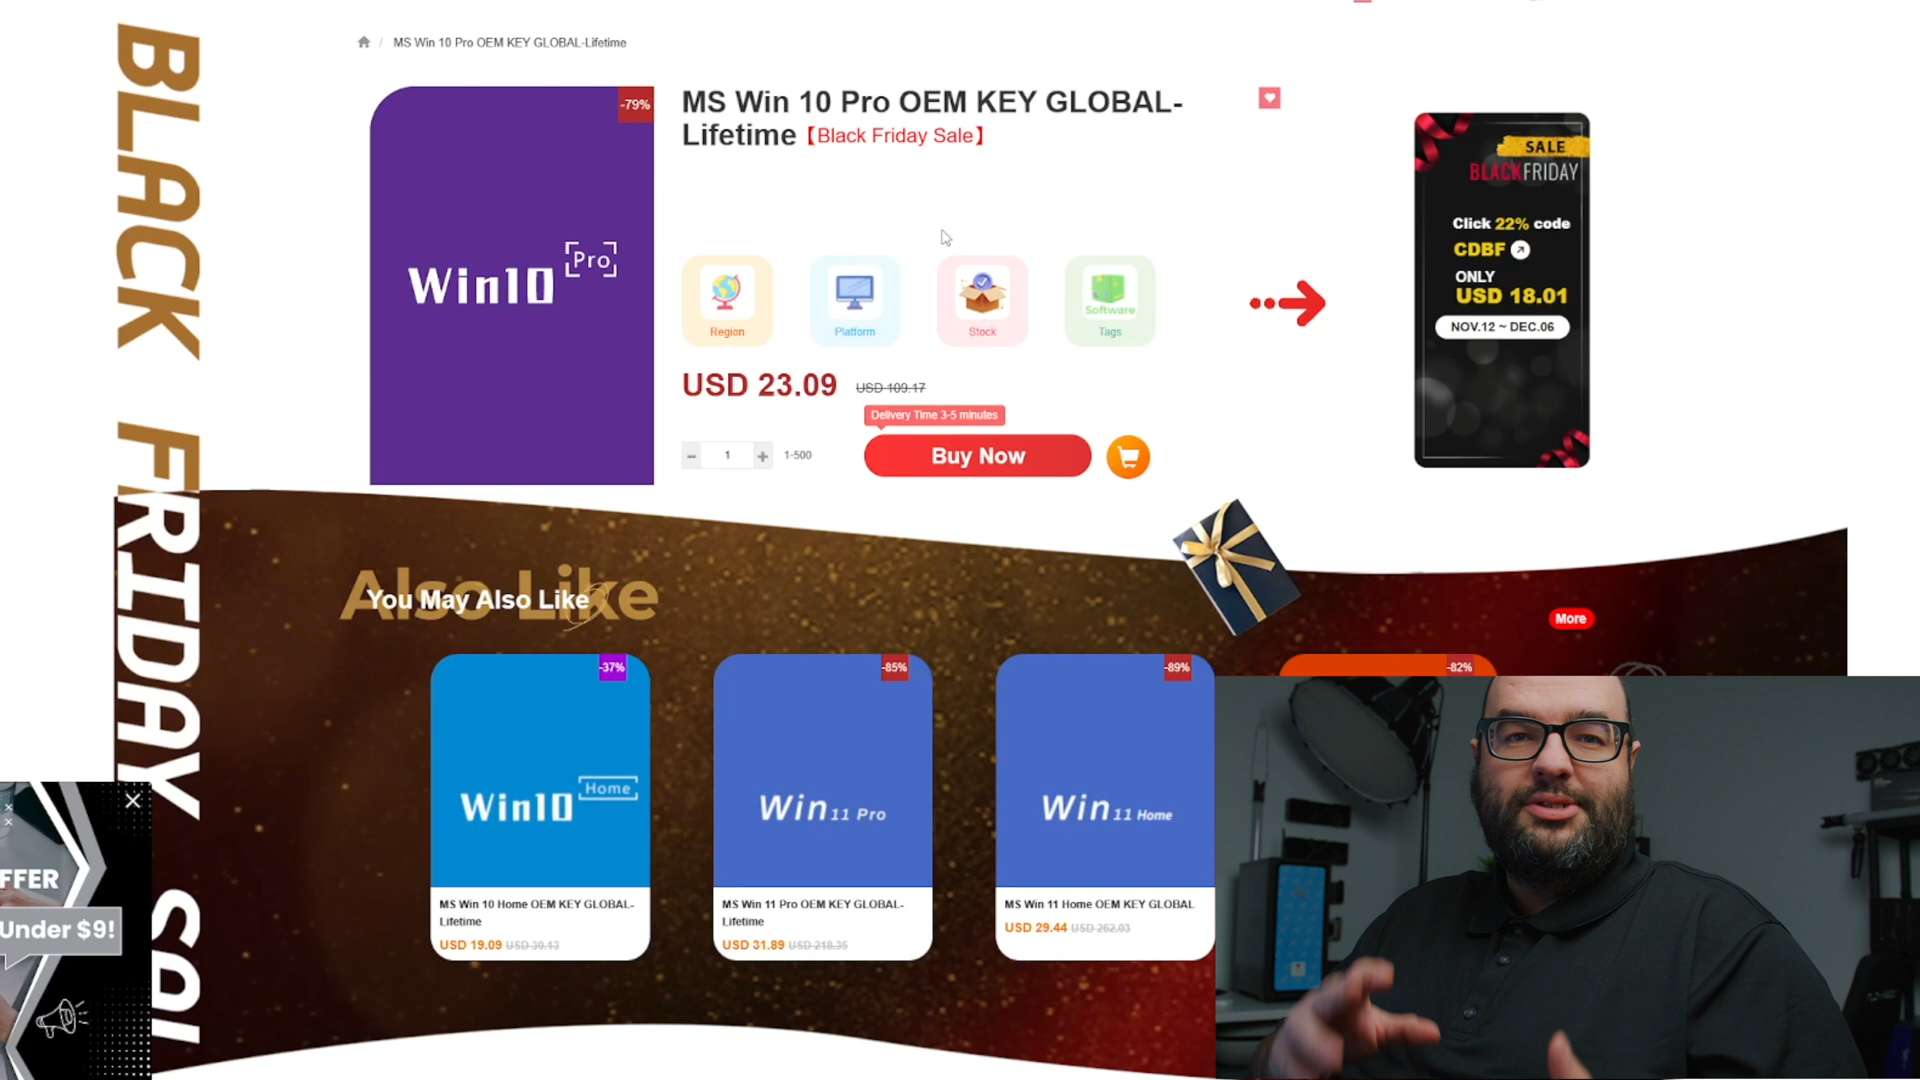 BLACK FRIDAY SAL
MS Win 10 Pro OEM KEY GLOBAL-Lifetime
-79%
Win10 Pro
MS Win 10 Pro OEM KEY GLOBAL-
Lifetime【Black Friday Sale】
Region
Platform
Stock
Software
Tags
USD 23.09 USD 109.17
Delivery Time 3-5 minutes
- 1 + 1-500
Buy Now
SALE
BLACKFRIDAY
Click 22% code
CDBF
ONLY
USD 18.01
NOV.12 ~ DEC.06
Also Like
You May Also Like
More
-37%
Win10 Home
MS Win 10 Home OEM KEY GLOBAL-
Lifetime
USD 19.09 USD 30.13
-85%
Win 11 Pro
MS Win 11 Pro OEM KEY GLOBAL-
Lifetime
USD 31.89 USD 218.35
-89%
Win 11 Home
MS Win 11 Home OEM KEY GLOBAL
USD 29.44 USD 262.03
-82%
FFER
Under $9!